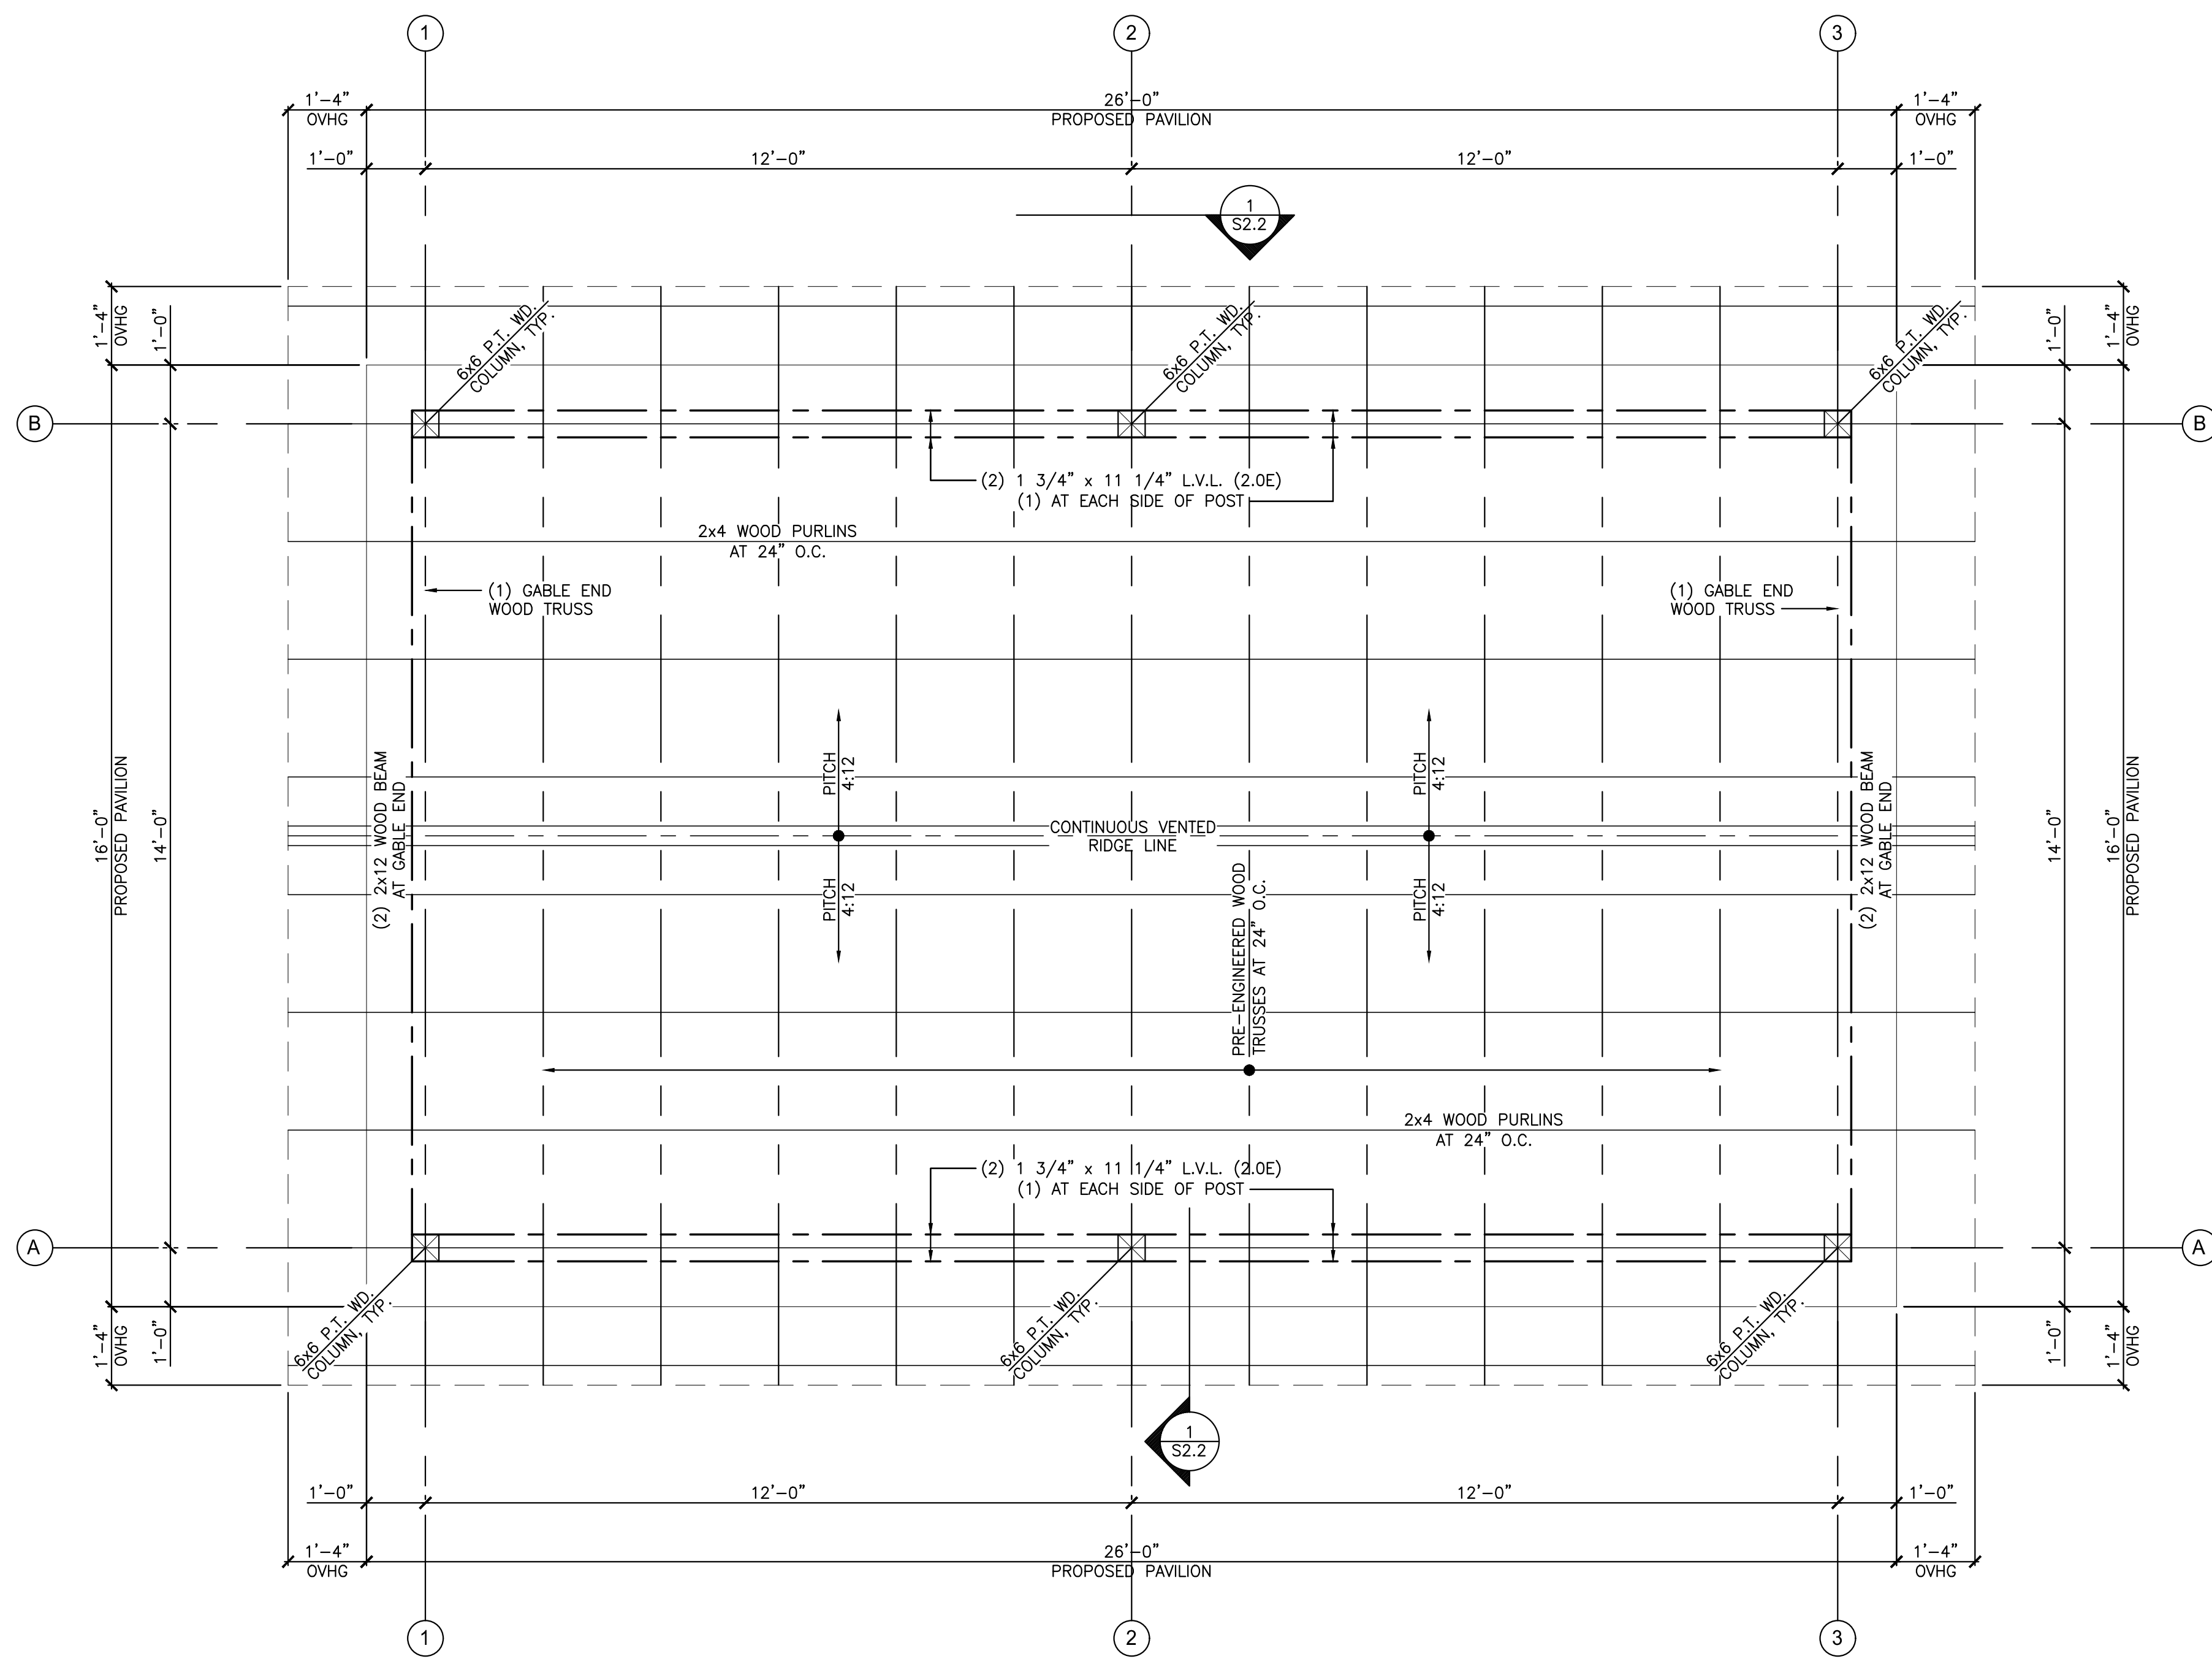 1
2
3
1'-4"
OVHG
26'-0"
PROPOSED PAVILION
1'-4"
OVHG
1'-0"
12'-0"
12'-0"
1'-0"
1
S2.2
1'-4"
OVHG
1'-0"
6x6 P.T. WD.
COLUMN, TYP.
6x6 P.T. WD.
COLUMN, TYP.
6x6 P.T. WD.
COLUMN, TYP.
1'-0"
1'-4"
OVHG
B
B
(2) 1 3/4" x 11 1/4" L.V.L. (2.0E)
(1) AT EACH SIDE OF POST
2x4 WOOD PURLINS
AT 24" O.C.
(1) GABLE END
WOOD TRUSS
(1) GABLE END
WOOD TRUSS
16'-0"
PROPOSED PAVILION
14'-0"
(2) 2x12 WOOD BEAM
AT GABLE END
PITCH
4:12
PITCH
4:12
CONTINUOUS VENTED
RIDGE LINE
PITCH
4:12
PITCH
4:12
(2) 2x12 WOOD BEAM
AT GABLE END
14'-0"
16'-0"
PROPOSED PAVILION
PRE-ENGINEERED WOOD
TRUSSES AT 24" O.C.
2x4 WOOD PURLINS
AT 24" O.C.
(2) 1 3/4" x 11 1/4" L.V.L. (2.0E)
(1) AT EACH SIDE OF POST
A
A
1'-4"
OVHG
1'-0"
6x6 P.T. WD.
COLUMN, TYP.
6x6 P.T. WD.
COLUMN, TYP.
6x6 P.T. WD.
COLUMN, TYP.
1'-0"
1'-4"
OVHG
1
S2.2
1'-0"
12'-0"
12'-0"
1'-0"
1'-4"
OVHG
26'-0"
PROPOSED PAVILION
1'-4"
OVHG
1
2
3